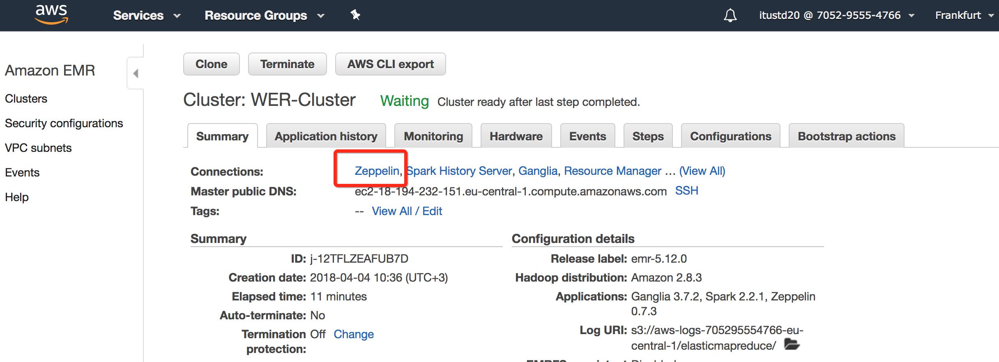 aws Services Resource Groups itustd20 @ 7052-9555-4766 Frankfurt
Amazon EMR
Clusters
Security configurations
VPC subnets
Events
Help
Clone Terminate AWS CLI export
Cluster: WER-Cluster Waiting Cluster ready after last step completed.
Summary Application history Monitoring Hardware Events Steps Configurations Bootstrap actions
Connections: Zeppelin, Spark History Server, Ganglia, Resource Manager ... (View All)
Master public DNS: ec2-18-194-232-151.eu-central-1.compute.amazonaws.com SSH
Tags: -- View All / Edit
Summary
ID: j-12TFLZEAFUB7D
Creation date: 2018-04-04 10:36 (UTC+3)
Elapsed time: 11 minutes
Auto-terminate: No
Termination Off Change
protection:
Configuration details
Release label: emr-5.12.0
Hadoop distribution: Amazon 2.8.3
Applications: Ganglia 3.7.2, Spark 2.2.1, Zeppelin
0.7.3
Log URI: s3://aws-logs-705295554766-eu-
central-1/elasticmapreduce/